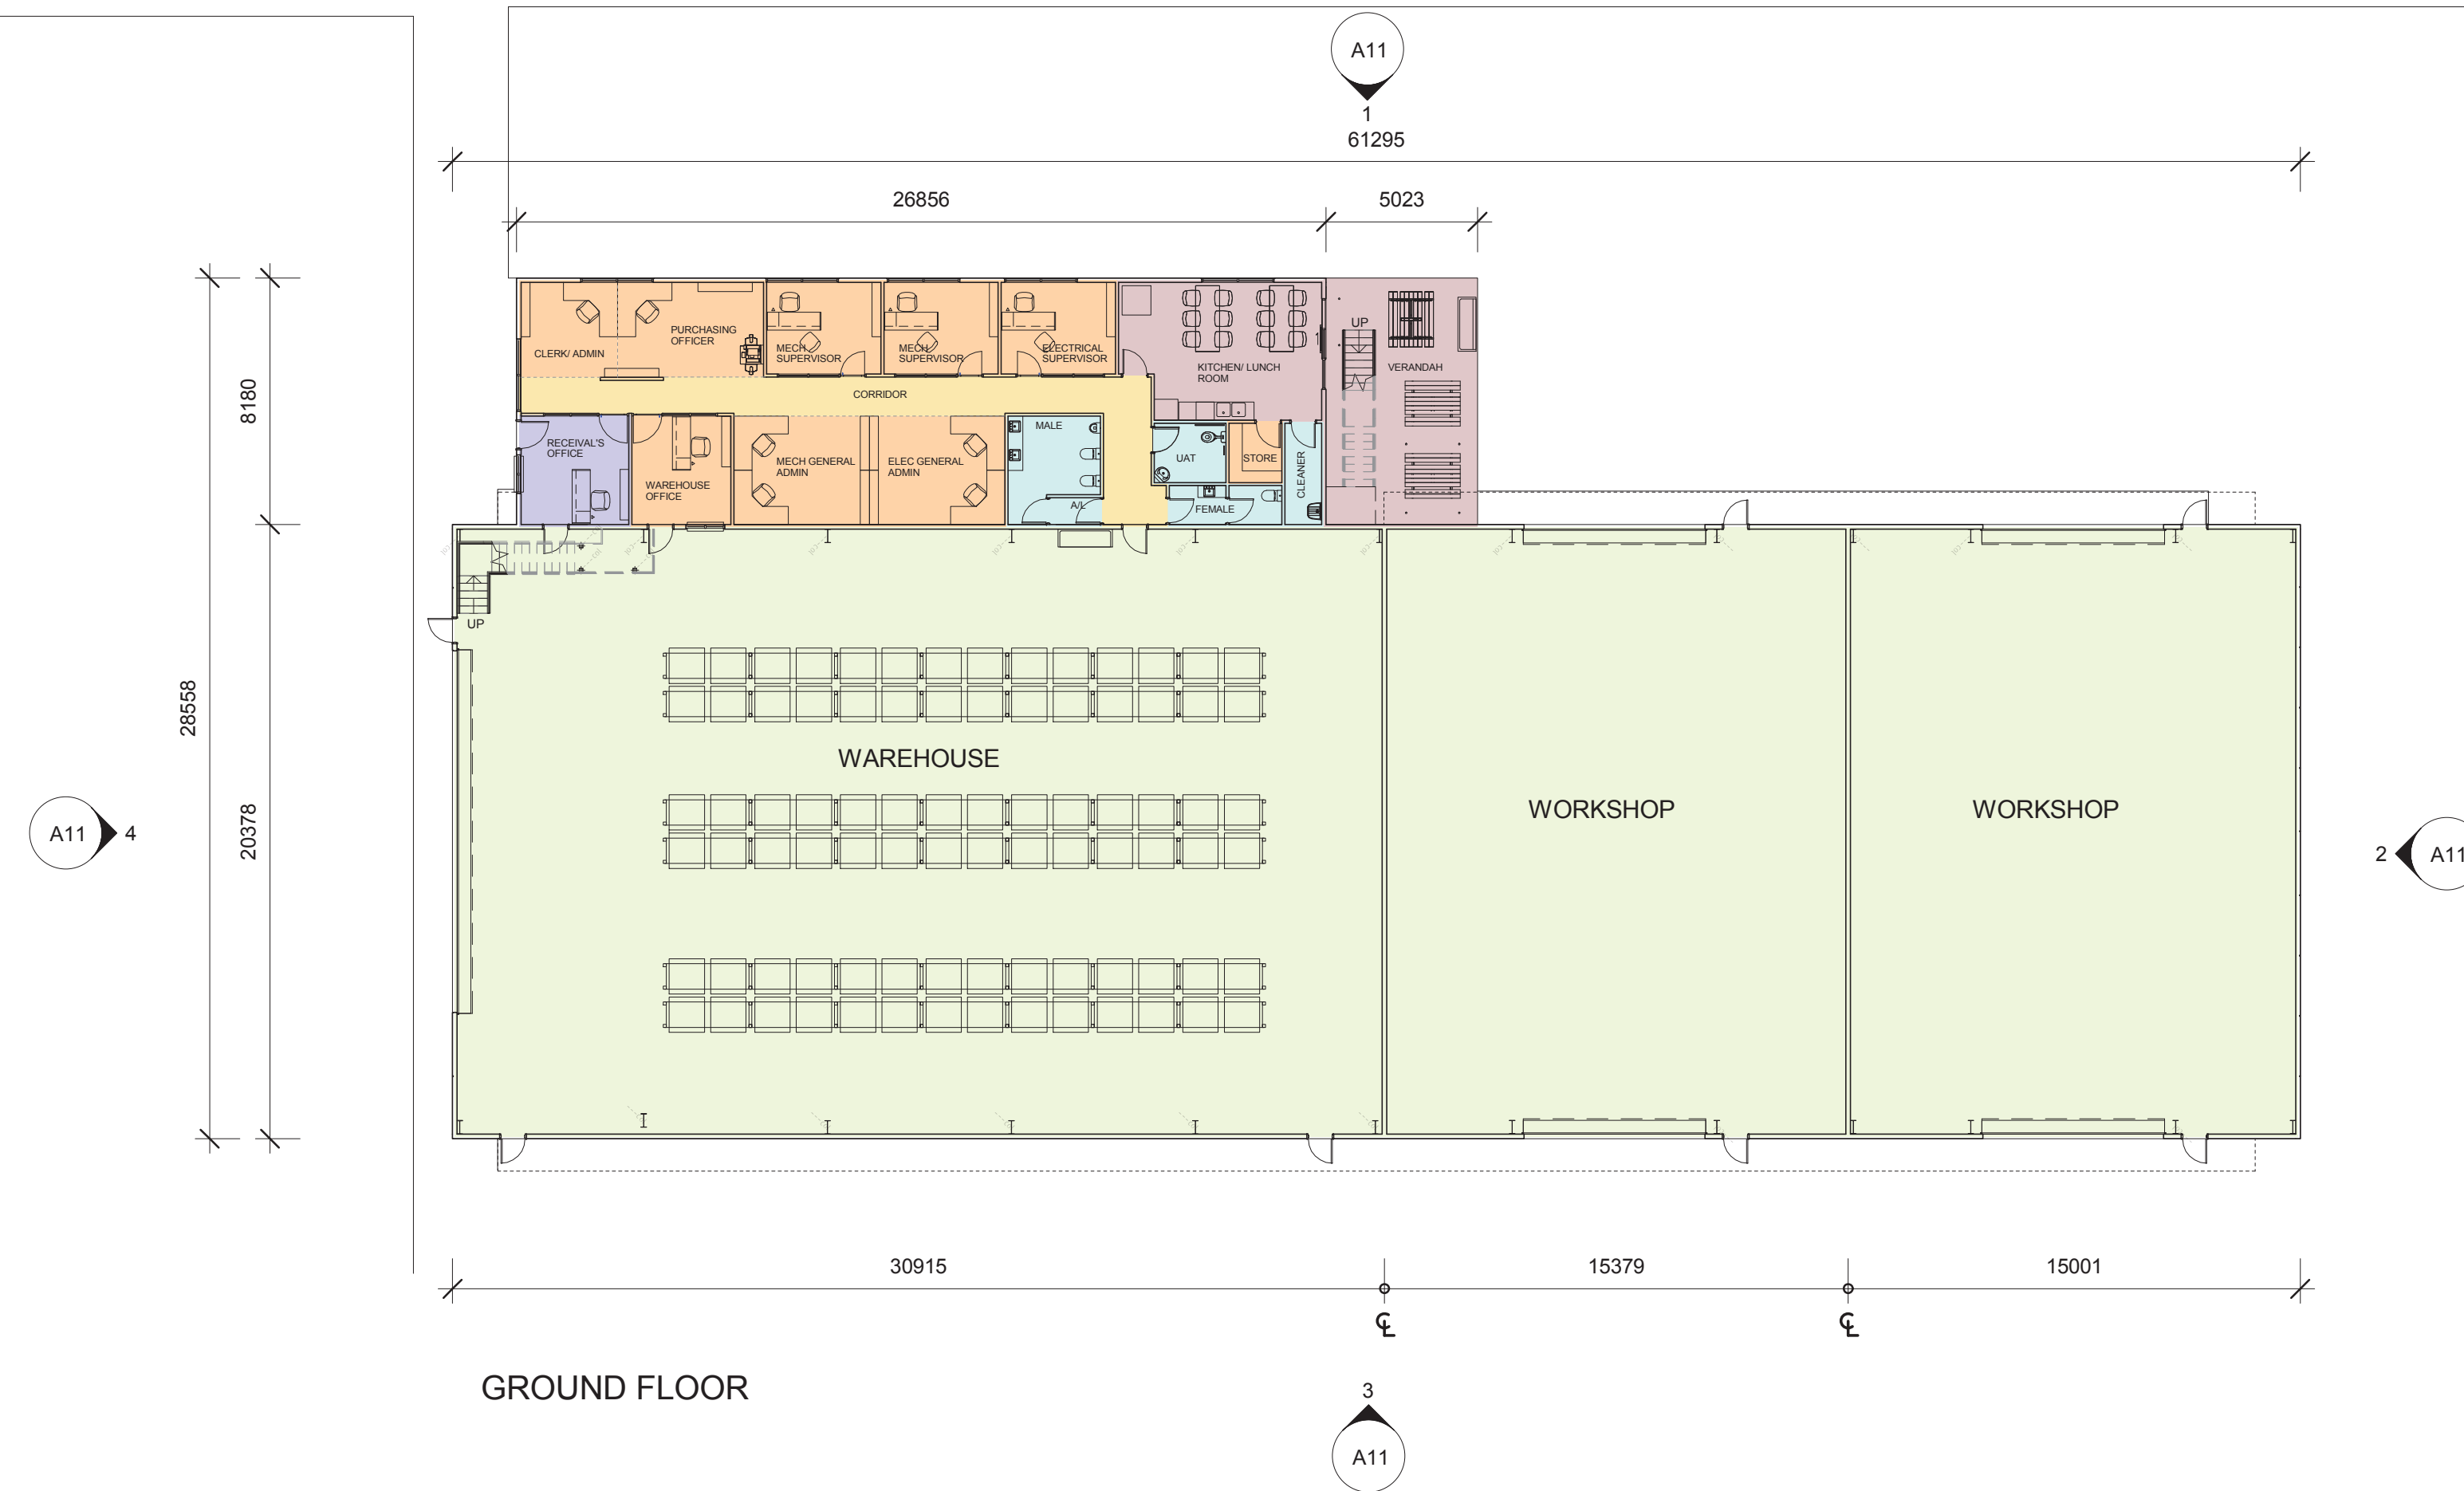 A11
1
61295
26856
5023
8180
28558
20378
CLERK/ ADMIN
PURCHASING
OFFICER
MECH
SUPERVISOR
MECH
SUPERVISOR
ELECTRICAL
SUPERVISOR
KITCHEN/ LUNCH
ROOM
UP
VERANDAH
CORRIDOR
RECEIVAL'S
OFFICE
WAREHOUSE
OFFICE
MECH GENERAL
ADMIN
ELEC GENERAL
ADMIN
MALE
A/L
UAT
STORE
CLEANER
FEMALE
UP
WAREHOUSE
WORKSHOP
WORKSHOP
A11
4
2
A11
30915
15379
15001
GROUND FLOOR
3
A11